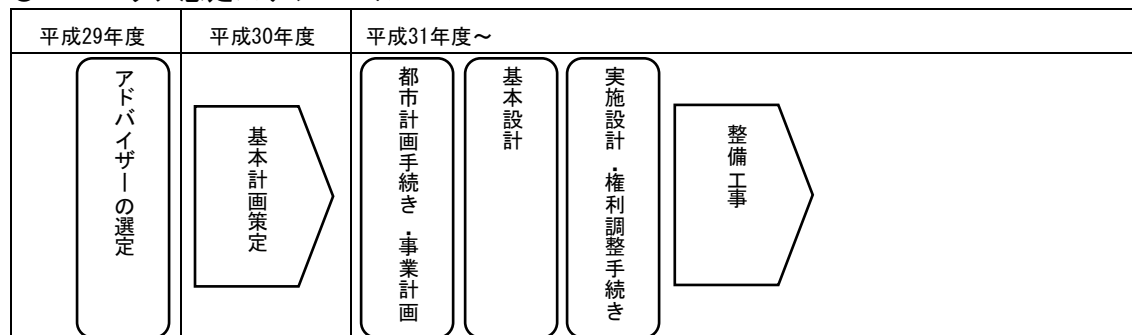 平成29年度
平成30年度
平成31年度～
アドバイザーの選定
基本計画策定
都市計画手続き・事業計画
基本設計
実施設計・権利調整手続き
整備工事